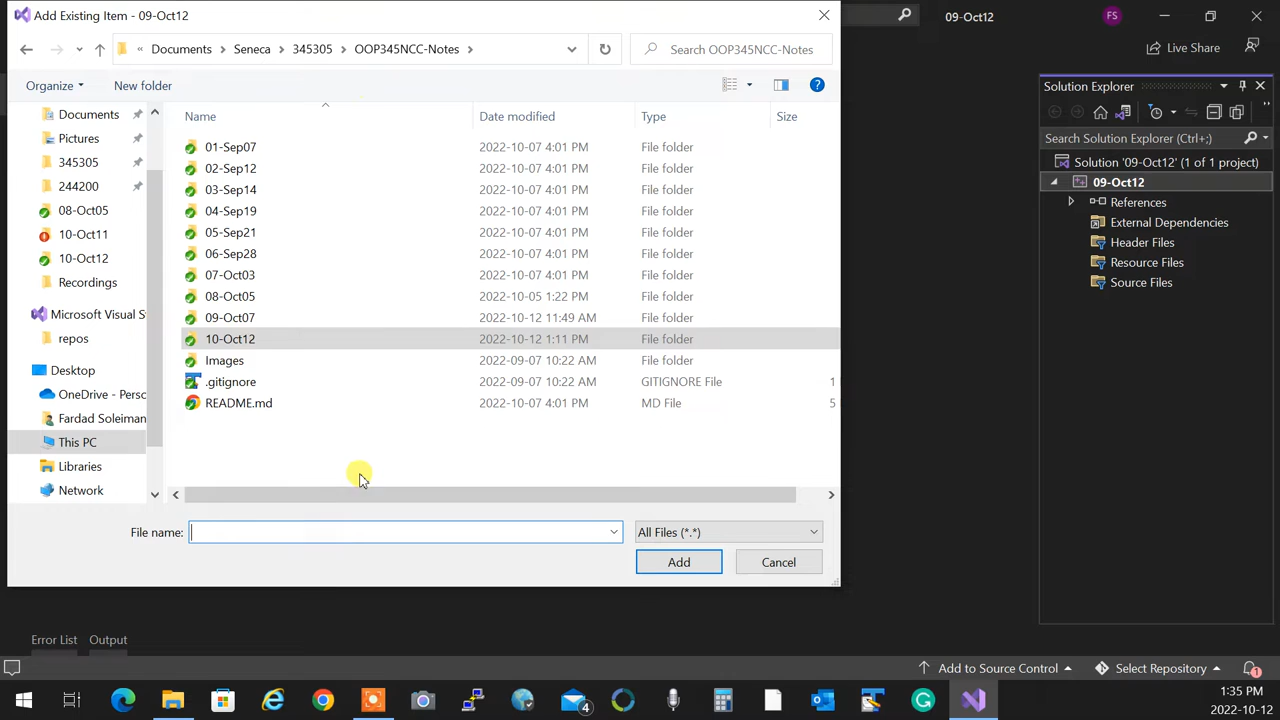 Add Existing Item - 09-Oct12
« Documents > Seneca > 345305 > OOP345NCC-Notes >
Search OOP345NCC-Notes
Organize
New folder
Documents
Pictures
345305
244200
08-Oct05
10-Oct11
10-Oct12
Recordings
Microsoft Visual S
repos
Desktop
OneDrive - Persc
Fardad Soleiman
This PC
Libraries
Network
Name Date modified Type Size
01-Sep07 2022-10-07 4:01 PM File folder
02-Sep12 2022-10-07 4:01 PM File folder
03-Sep14 2022-10-07 4:01 PM File folder
04-Sep19 2022-10-07 4:01 PM File folder
05-Sep21 2022-10-07 4:01 PM File folder
06-Sep28 2022-10-07 4:01 PM File folder
07-Oct03 2022-10-07 4:01 PM File folder
08-Oct05 2022-10-05 1:22 PM File folder
09-Oct07 2022-10-12 11:49 AM File folder
10-Oct12 2022-10-12 1:11 PM File folder
Images 2022-09-07 10:22 AM File folder
.gitignore 2022-09-07 10:22 AM GITIGNORE File 1
README.md 2022-10-07 4:01 PM MD File 5
File name:
All Files (*.*)
Add
Cancel
09-Oct12
FS
Live Share
Solution Explorer
Search Solution Explorer (Ctrl+;)
Solution '09-Oct12' (1 of 1 project)
09-Oct12
References
External Dependencies
Header Files
Resource Files
Source Files
Error List Output
Add to Source Control
Select Repository
1
4
1:35 PM
2022-10-12